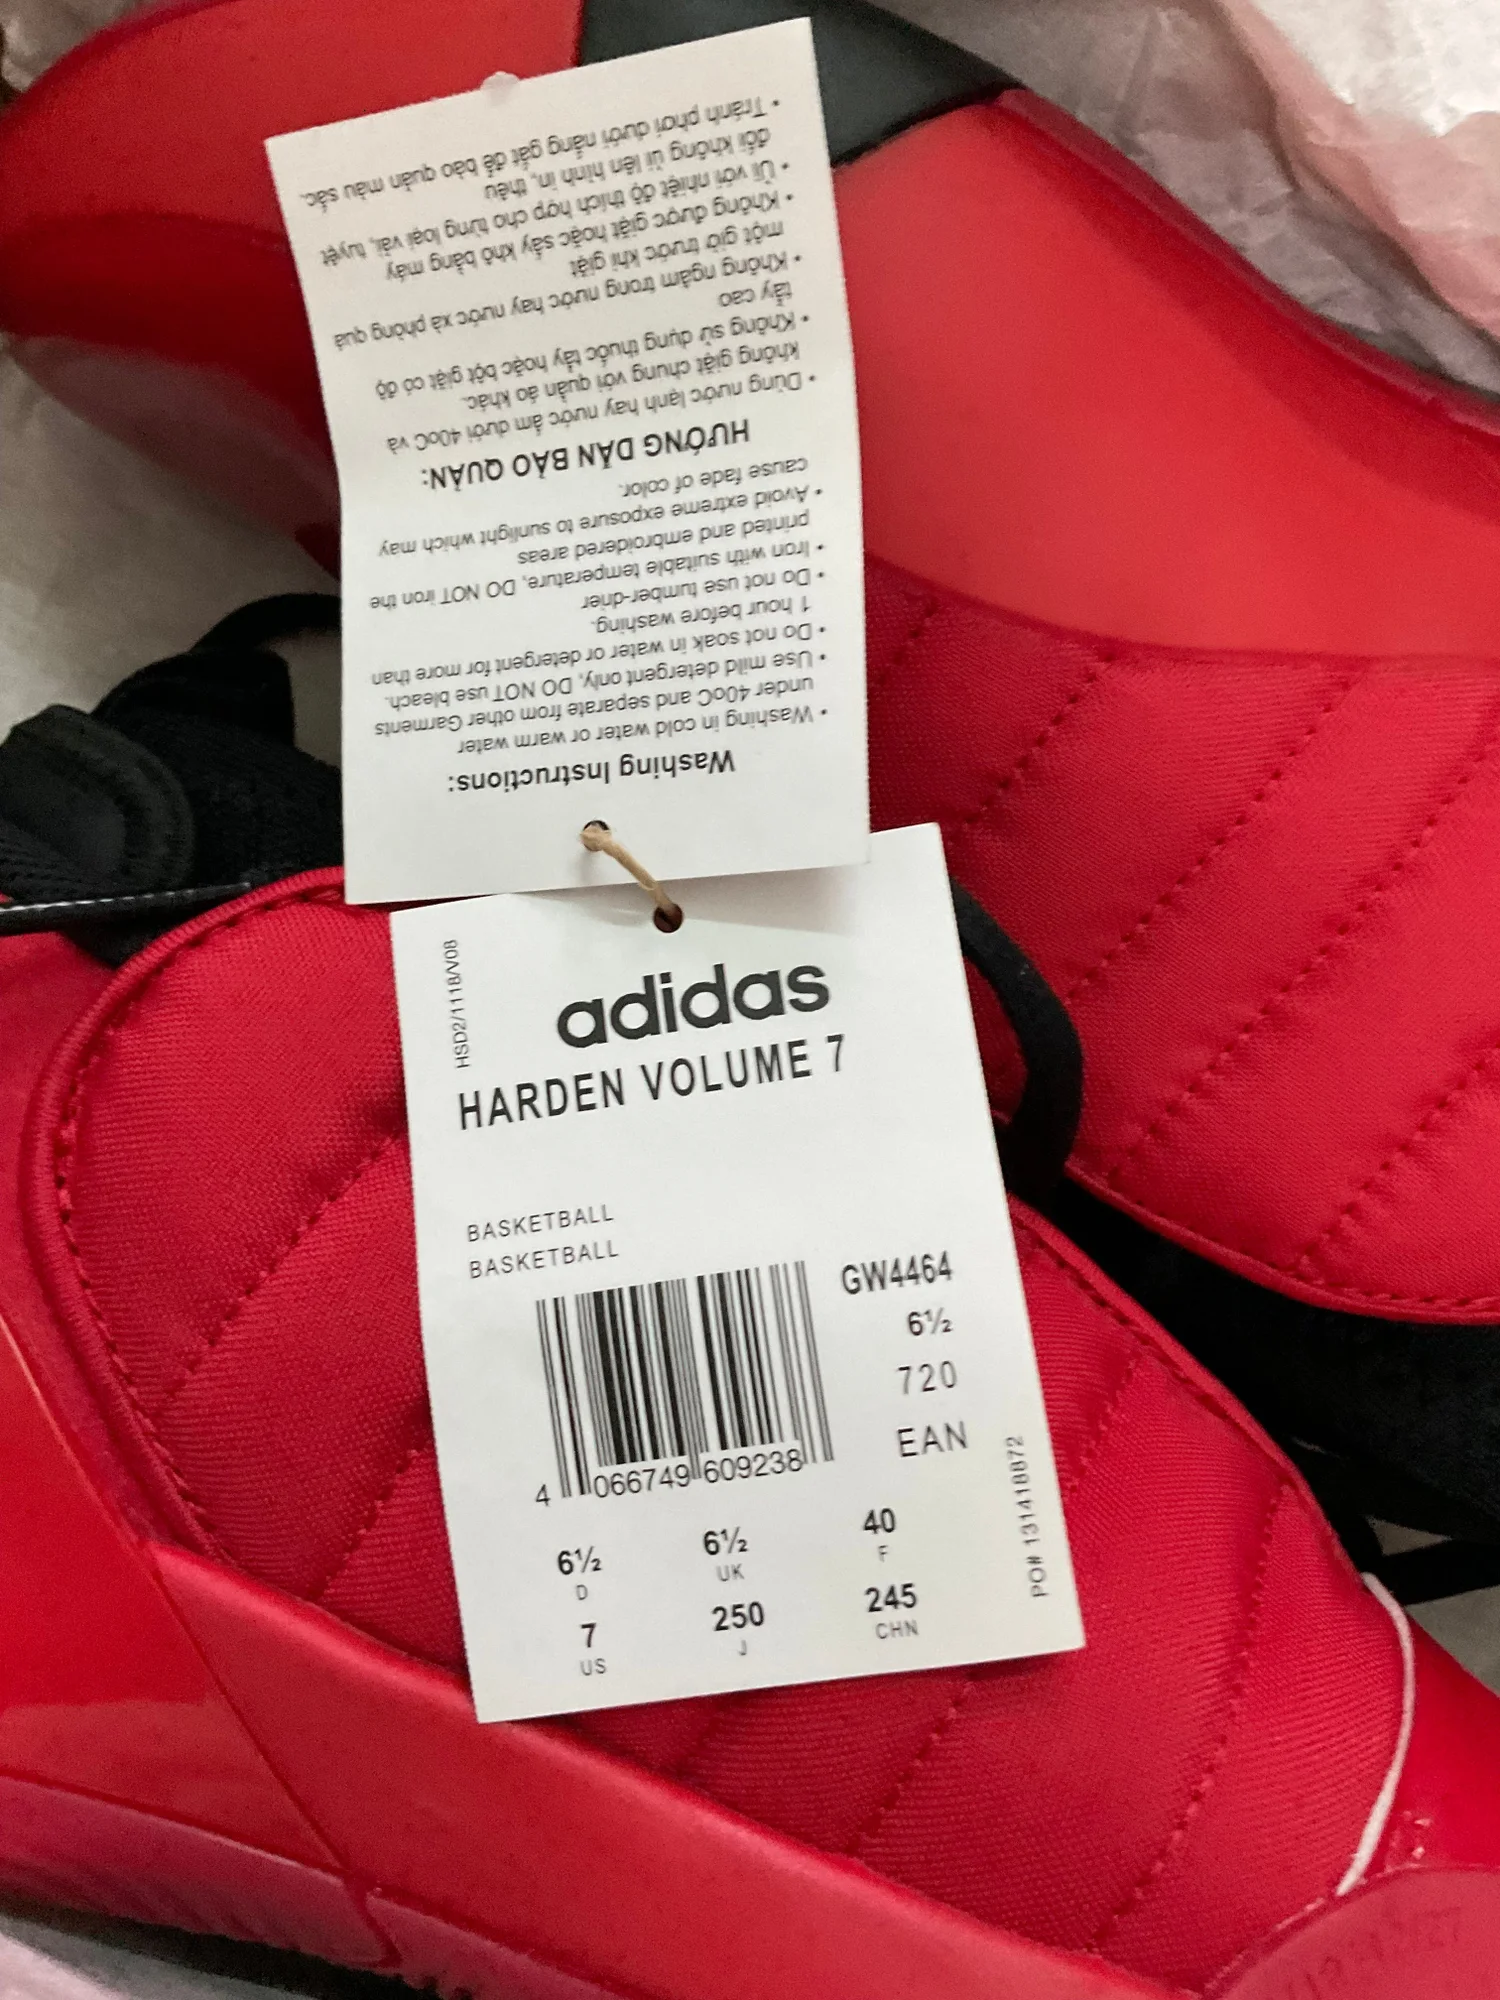 Washing Instructions:
• Washing in cold water or warm water
under 40oC and separate from other Garments
• Use mild detergent only, DO NOT use bleach.
• Do not soak in water or detergent for more than
1 hour before washing.
• Do not use tumber-drier
• Iron with suitable temperature, DO NOT iron the
printed and embroidered areas
• Avoid extreme exposure to sunlight which may
cause fade of color.
HƯỚNG DẪN BẢO QUẢN:
• Dùng nước lạnh hay nước ấm dưới 40oC và
không giặt chung với quần áo khác.
• Không sử dụng thuốc tẩy hoặc bột giặt có độ
tẩy cao
• Không ngâm trong nước hay nước xà phòng quá
một giờ trước khi giặt
• Không được giặt hoặc sấy khô bằng máy
• Ủi với nhiệt độ thích hợp cho từng loại vải, tuyệt
đối không ủi lên hình in, thêu
• Tránh phơi dưới nắng gắt để bảo quản màu sắc.
HSD2/1118/V08
adidas
HARDEN VOLUME 7
BASKETBALL
BASKETBALL
GW4464
6½
720
EAN
4 066749 609238
PO# 131418872
6½ 6½ 40
D UK F
7 250 245
US J CHN